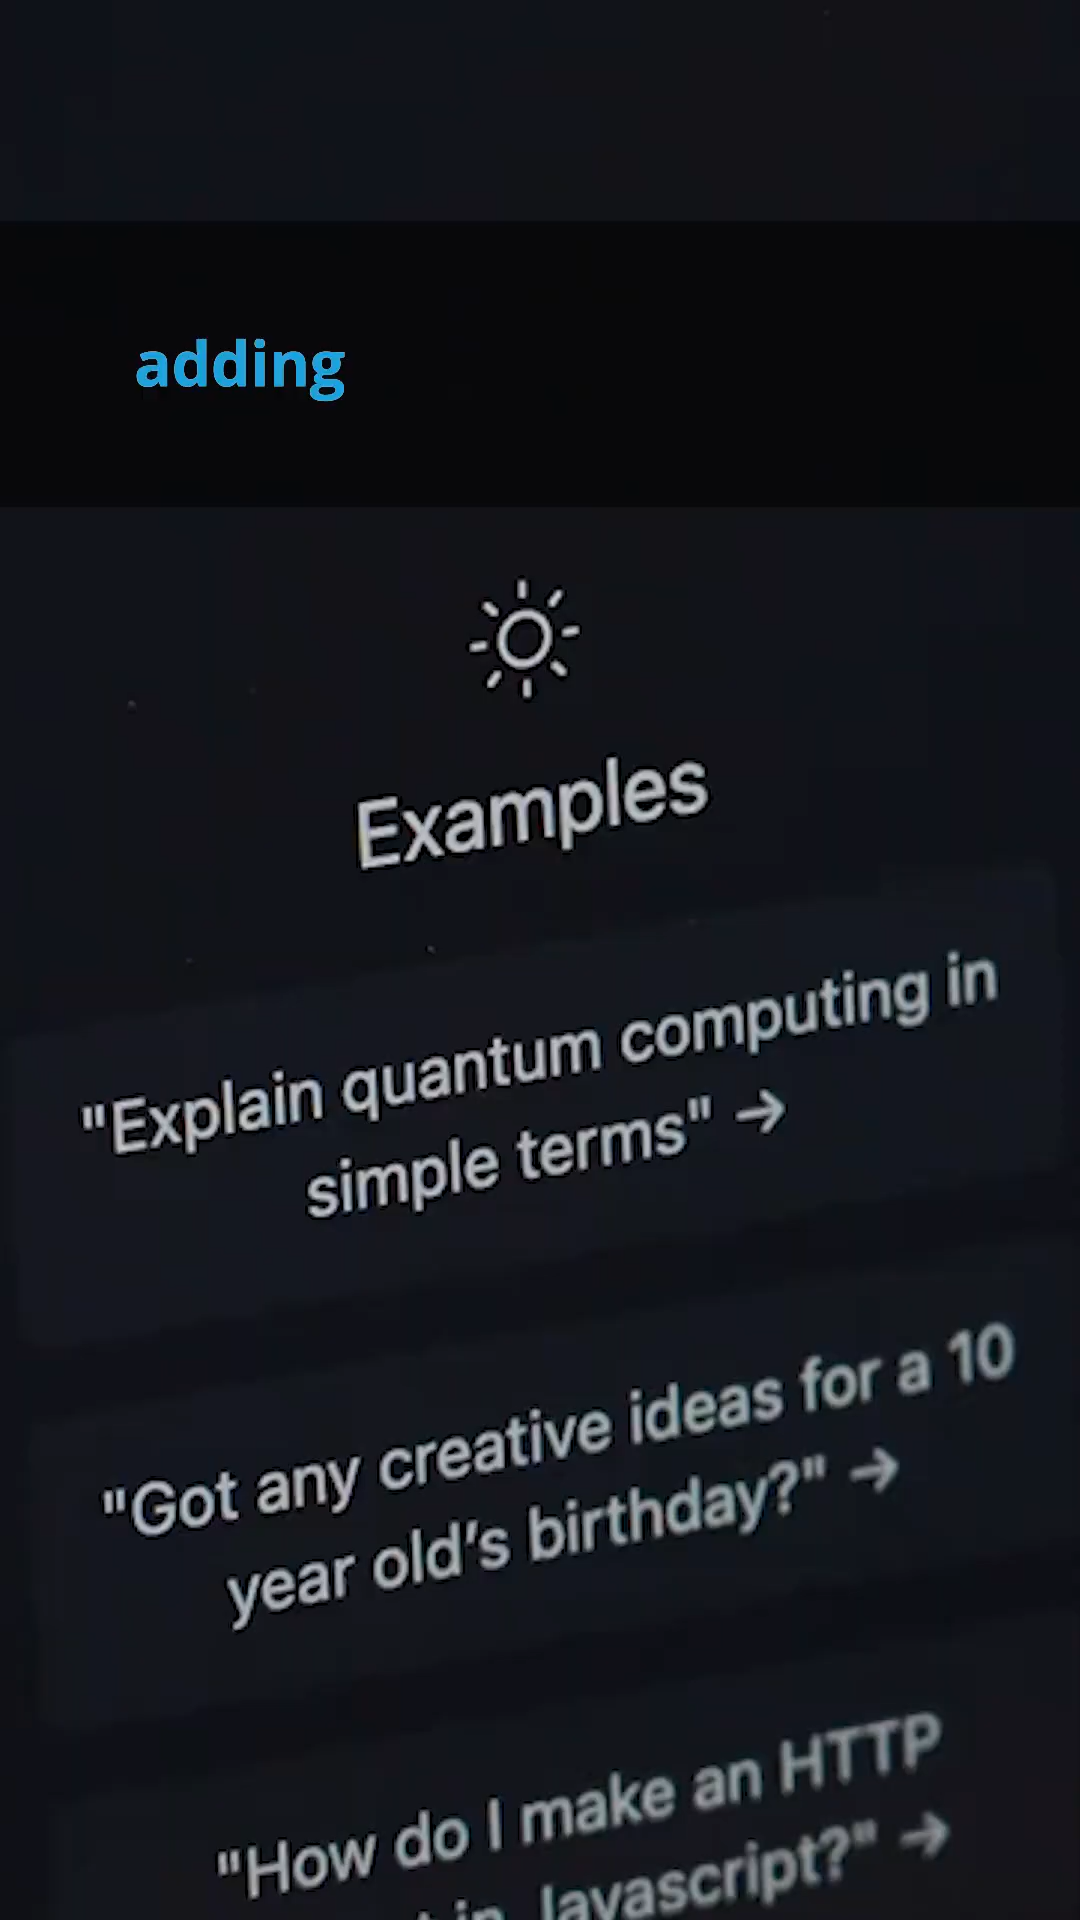 adding
Examples
"Explain quantum computing in
simple terms" →
"Got any creative ideas for a 10
year old's birthday?" →
"How do I make an HTTP
in Javascript?" →